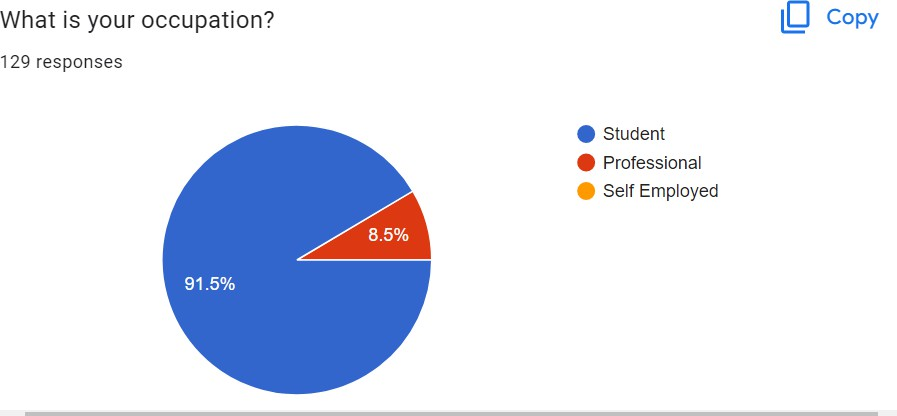 What is your occupation?
Copy
129 responses
Student
Professional
Self Employed
8.5%
91.5%